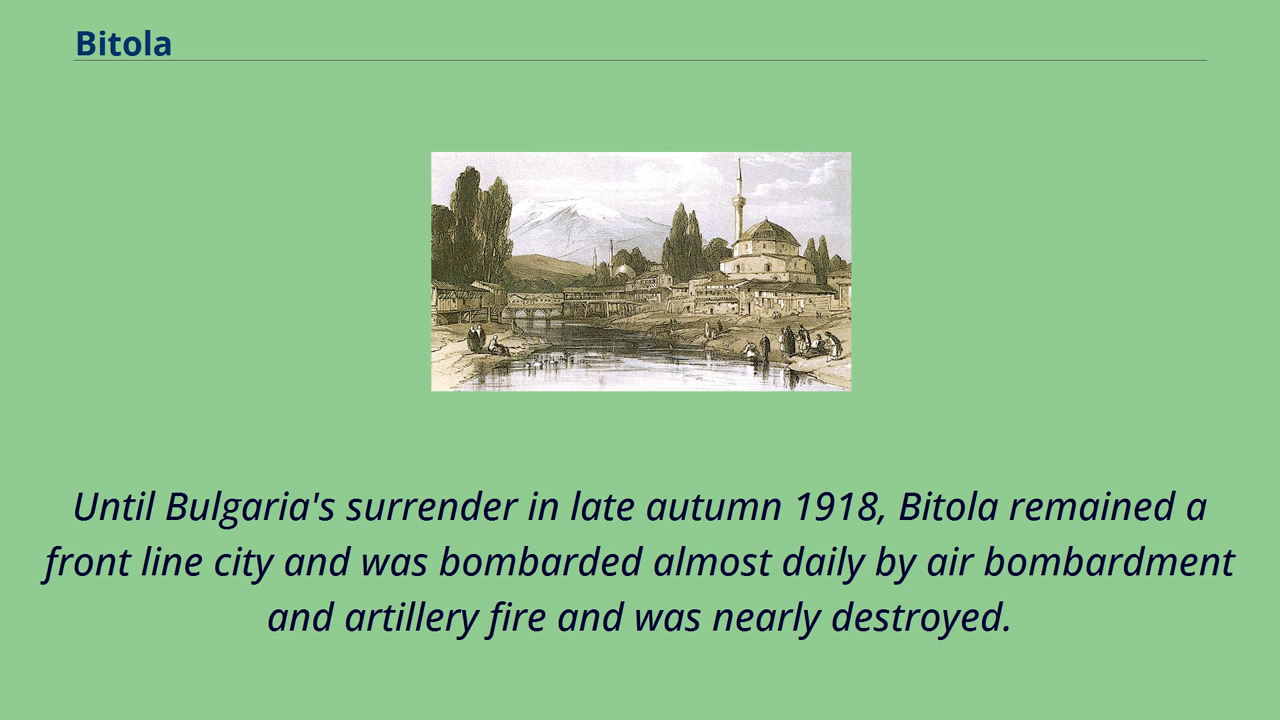 Bitola
Until Bulgaria's surrender in late autumn 1918, Bitola remained a
front line city and was bombarded almost daily by air bombardment
and artillery fire and was nearly destroyed.